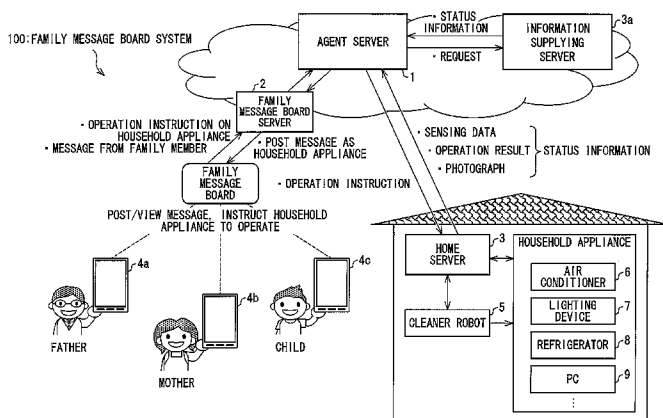 100:FAMILY MESSAGE BOARD SYSTEM
AGENT SERVER
1
・STATUS
INFORMATION
・REQUEST
INFORMATION
SUPPLYING
SERVER
3a
2
FAMILY
MESSAGE BOARD
SERVER
・OPERATION INSTRUCTION ON
HOUSEHOLD APPLIANCE
・MESSAGE FROM FAMILY MEMBER
・POST MESSAGE AS
HOUSEHOLD APPLIANCE
・SENSING DATA
・OPERATION RESULT
・PHOTOGRAPH
STATUS INFORMATION
FAMILY
MESSAGE BOARD
・OPERATION INSTRUCTION
POST/VIEW MESSAGE, INSTRUCT HOUSEHOLD
APPLIANCE TO OPERATE
4a
4b
4c
FATHER
MOTHER
CHILD
HOME
SERVER
3
CLEANER ROBOT
5
HOUSEHOLD APPLIANCE
AIR
CONDITIONER
6
LIGHTING
DEVICE
7
REFRIGERATOR
8
PC
9
⋮